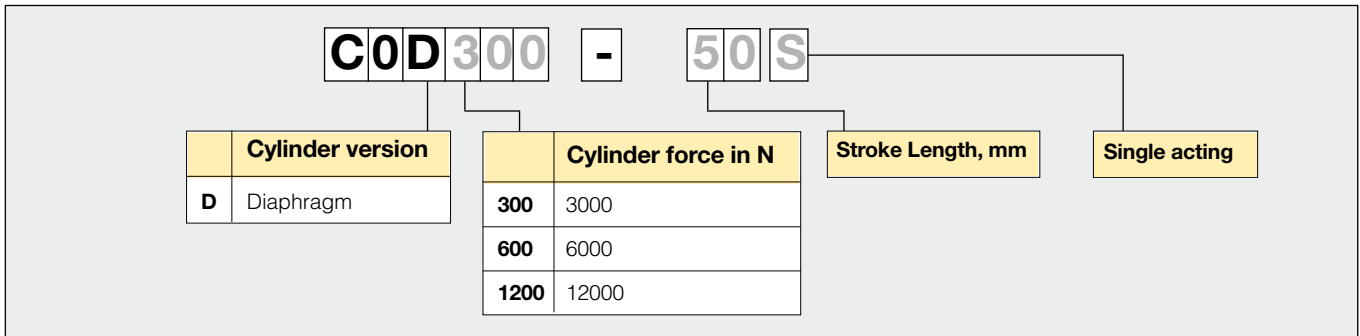 C0D300 - 50S
Cylinder version
D Diaphragm
Cylinder force in N
300 3000
600 6000
1200 12000
Stroke Length, mm
Single acting